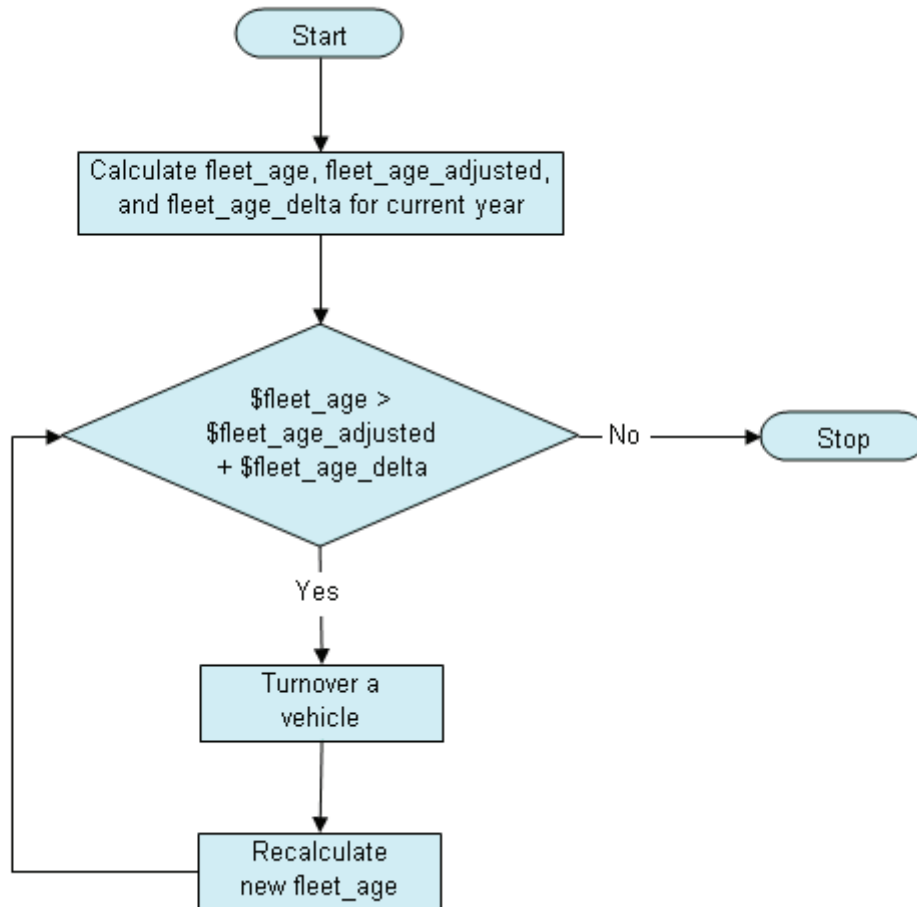 Start
Calculate fleet_age, fleet_age_adjusted,
and fleet_age_delta for current year
$fleet_age >
$fleet_age_adjusted
+ $fleet_age_delta
No
Stop
Yes
Turnover a
vehicle
Recalculate
new fleet_age